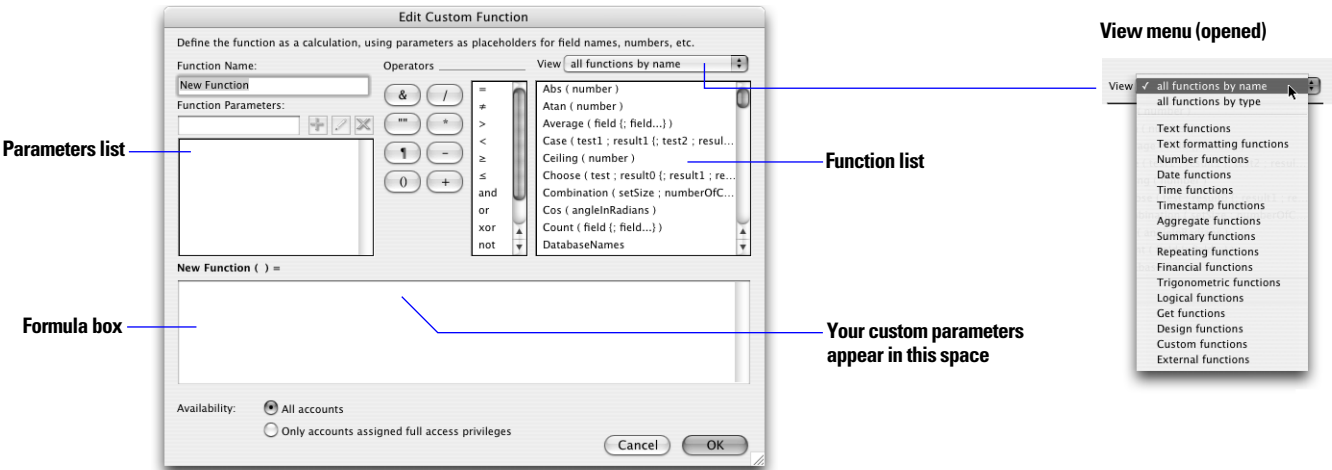 Edit Custom Function
Define the function as a calculation, using parameters as placeholders for field names, numbers, etc.
Function Name:
New Function
Function Parameters:
Operators
& /
"" *
¶ -
() +
=
≠
>
<
≥
≤
and
or
xor
not
View all functions by name
Abs ( number )
Atan ( number )
Average ( field {; field...} )
Case ( test1 ; result1 {; test2 ; resul...
Ceiling ( number )
Choose ( test ; result0 {; result1 ; re...
Combination ( setSize ; numberOfC...
Cos ( angleInRadians )
Count ( field {; field...} )
DatabaseNames
New Function ( ) =
Availability:
All accounts
Only accounts assigned full access privileges
Cancel
OK
Parameters list
Formula box
Function list
Your custom parameters
appear in this space
View menu (opened)
View ✓ all functions by name
all functions by type
Text functions
Text formatting functions
Number functions
Date functions
Time functions
Timestamp functions
Aggregate functions
Summary functions
Repeating functions
Financial functions
Trigonometric functions
Logical functions
Get functions
Design functions
Custom functions
External functions